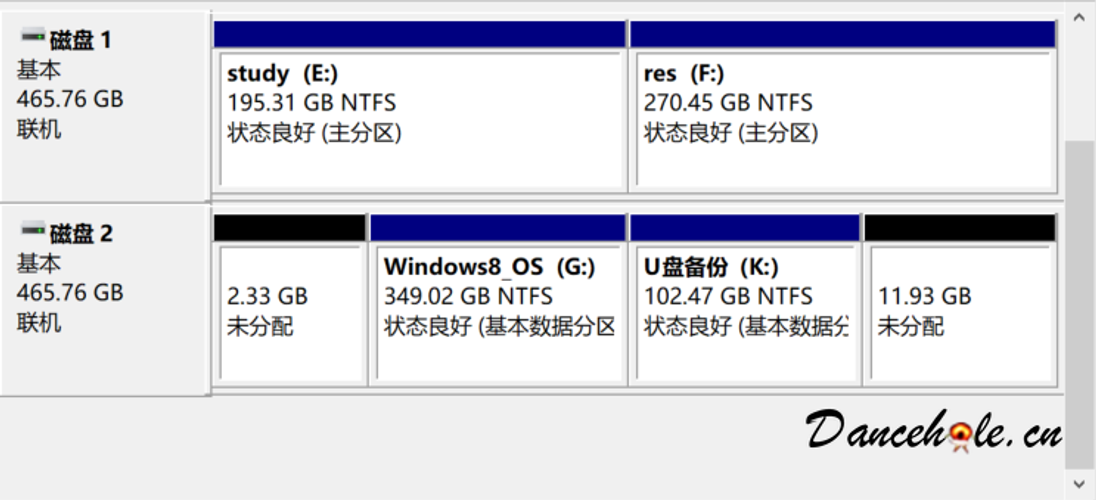 磁盘 1
基本
465.76 GB
联机
study (E:)
195.31 GB NTFS
状态良好 (主分区)
res (F:)
270.45 GB NTFS
状态良好 (主分区)
磁盘 2
基本
465.76 GB
联机
2.33 GB
未分配
Windows8_OS (G:)
349.02 GB NTFS
状态良好 (基本数据分区
U盘备份 (K:)
102.47 GB NTFS
状态良好 (基本数据分
11.93 GB
未分配
Dancehole.cn